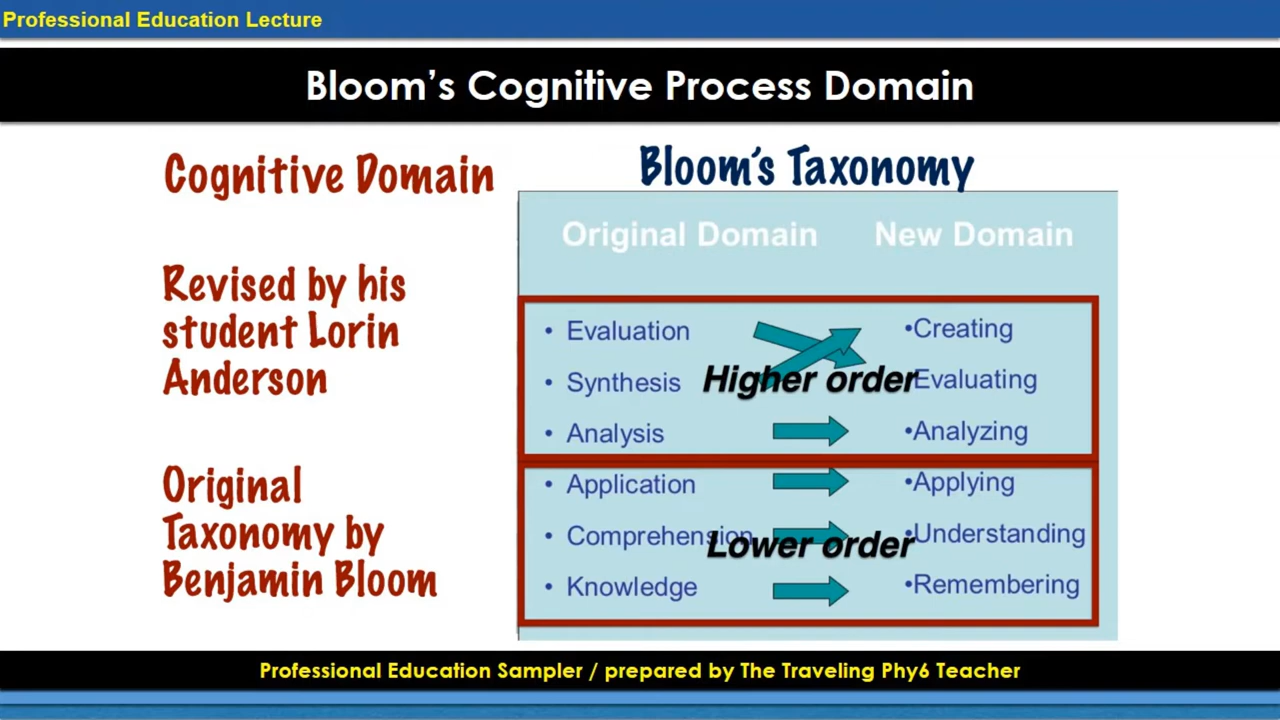 Professional Education Lecture
Bloom's Cognitive Process Domain
Cognitive Domain
Revised by his
student Lorin
Anderson
Original
Taxonomy by
Benjamin Bloom
Bloom's Taxonomy
Original Domain New Domain
• Evaluation •Creating
• Synthesis Higher order Evaluating
• Analysis •Analyzing
• Application •Applying
• Comprehension •Understanding
Lower order
• Knowledge •Remembering
Professional Education Sampler / prepared by The Traveling Phy6 Teacher